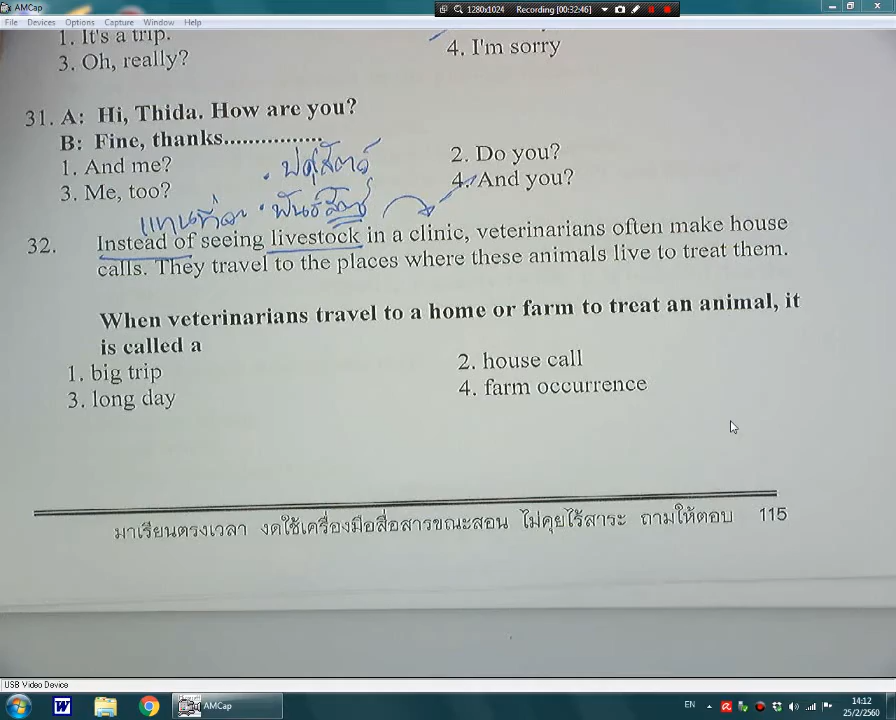 AMCap
1280x1024 Recording [00:32:46]
File Devices Options Capture Window Help
1. It's a trip.
4. I'm sorry
3. Oh, really?
31. A: Hi, Thida. How are you?
B: Fine, thanks................
1. And me?
2. Do you?
3. Me, too?
4. And you?
. ปศุสัตว์
แทนที่จะ . พันธุ์สัตว์
32. Instead of seeing livestock in a clinic, veterinarians often make house
calls. They travel to the places where these animals live to treat them.
When veterinarians travel to a home or farm to treat an animal, it
is called a
1. big trip
2. house call
3. long day
4. farm occurrence
มาเรียนตรงเวลา งดใช้เครื่องมือสื่อสารขณะสอน ไม่คุยไร้สาระ ถามให้ตอบ 115
USB Video Device
AMCap
EN
14:12
25/2/2560